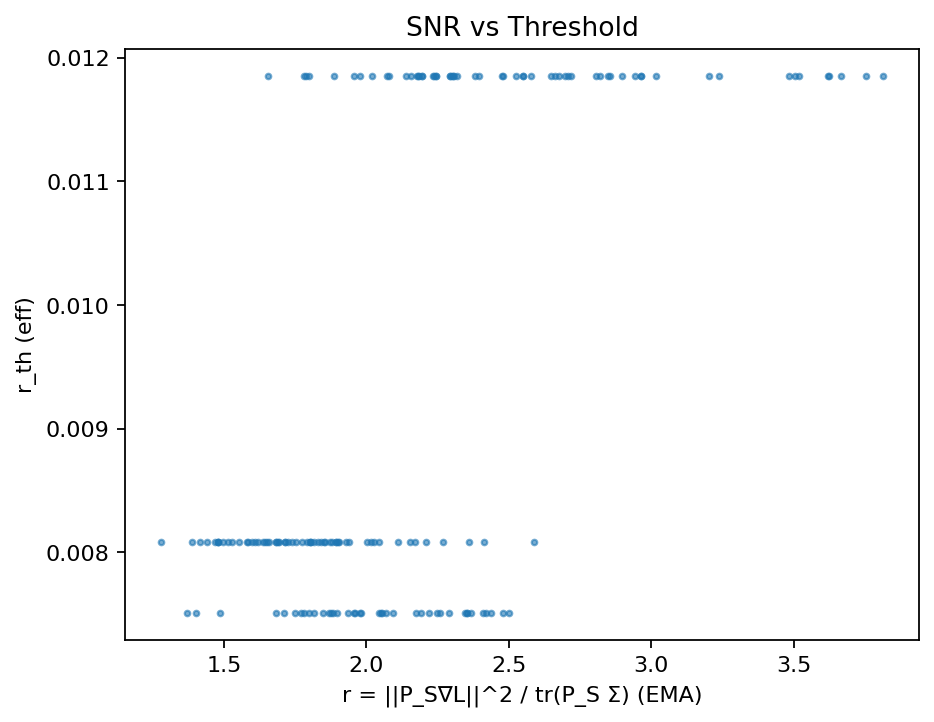 SNR vs Threshold
0.012
0.011
0.010
0.009
0.008
r_th (eff)
1.5 2.0 2.5 3.0 3.5
r = ||P_S∇L||^2 / tr(P_S Σ) (EMA)